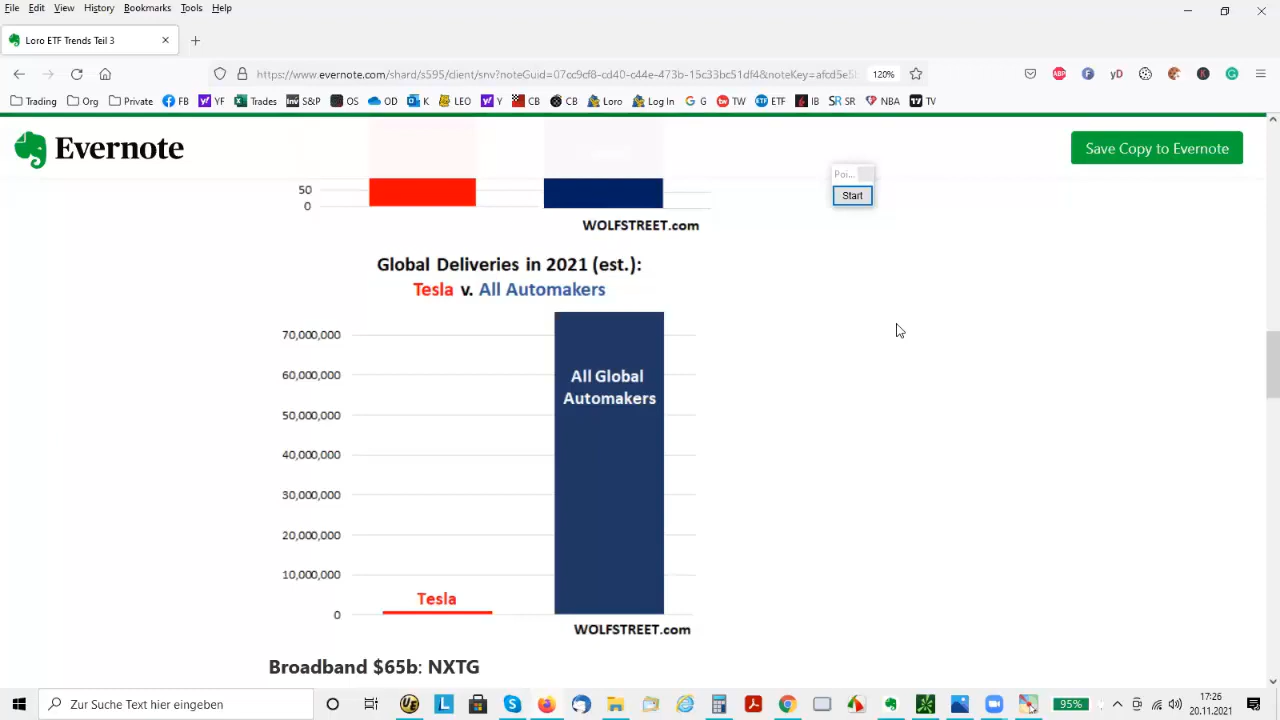 File Edit View History Bookmarks Tools Help
Loro ETF Trends Teil 3
https://www.evernote.com/shard/s595/client/snv?noteGuid=07cc9cf8-cd40-c44e-473b-15c33bc51df4&noteKey=afcd5e5 120%
Trading Org Private FB YF Trades S&P OS OD K LEO Y CB CB Loro Log In G TW ETF IB SR NBA TV
Evernote
Save Copy to Evernote
Poi...
Start
50
0
WOLFSTREET.com
Global Deliveries in 2021 (est.):
Tesla v. All Automakers
70,000,000
60,000,000
50,000,000
40,000,000
30,000,000
20,000,000
10,000,000
0
All Global
Automakers
Tesla
WOLFSTREET.com
Broadband $65b: NXTG
Zur Suche Text hier eingeben
95%
17:26
20.11.2021